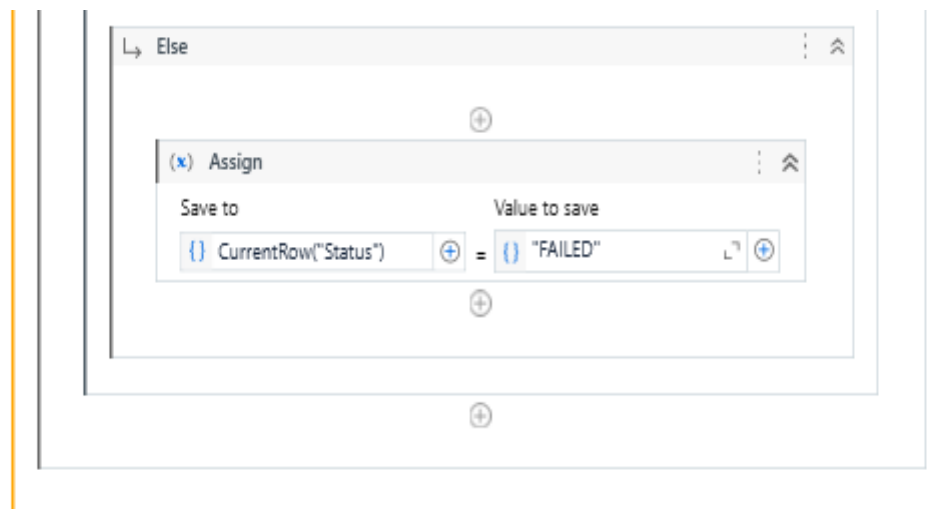 Else
(x) Assign
Save to Value to save
{} CurrentRow("Status") = {} "FAILED"